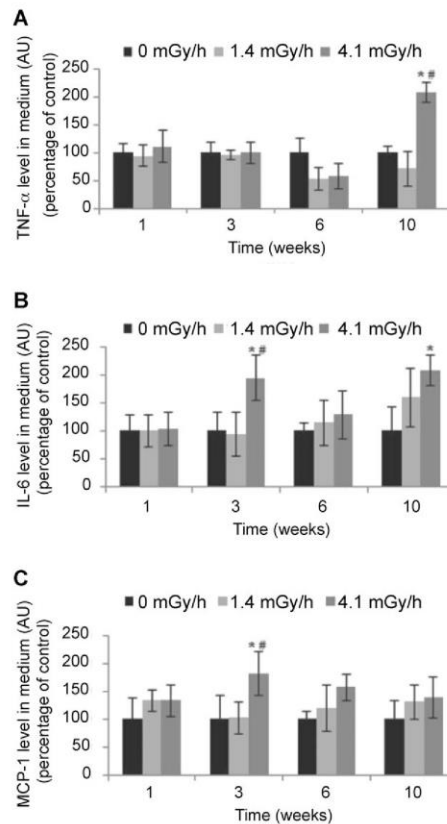 A
0 mGy/h 1.4 mGy/h 4.1 mGy/h
TNF-α level in medium (AU)
(percentage of control)
250
200
150
100
50
0
* #
1 3 6 10
Time (weeks)
B
0 mGy/h 1.4 mGy/h 4.1 mGy/h
IL-6 level in medium (AU)
(percentage of control)
250
200
150
100
50
0
* # *
1 3 6 10
Time (weeks)
C
0 mGy/h 1.4 mGy/h 4.1 mGy/h
MCP-1 level in medium (AU)
(percentage of control)
250
200
150
100
50
0
* #
1 3 6 10
Time (weeks)